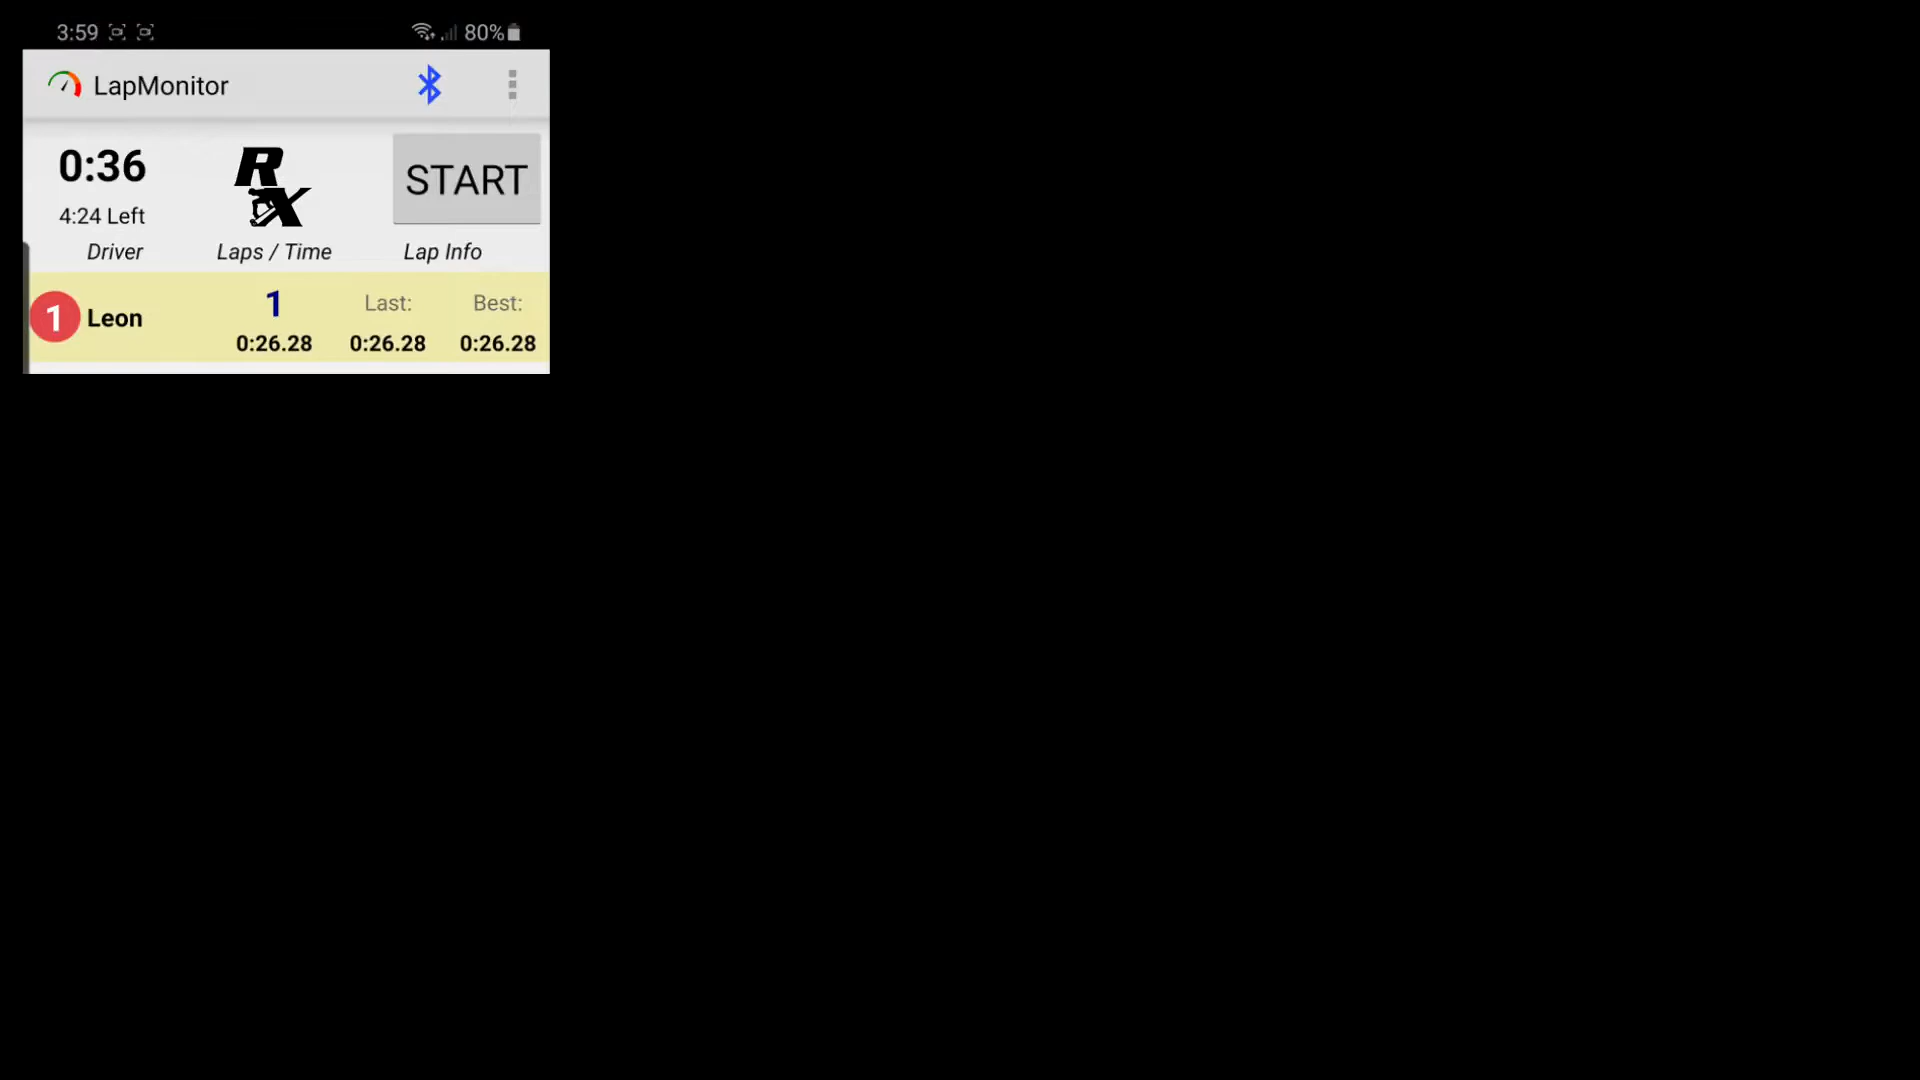 3:59 80%
LapMonitor
0:36
RX
START
4:24 Left
Driver Laps / Time Lap Info
1 Leon 1 Last: Best:
0:26.28 0:26.28 0:26.28